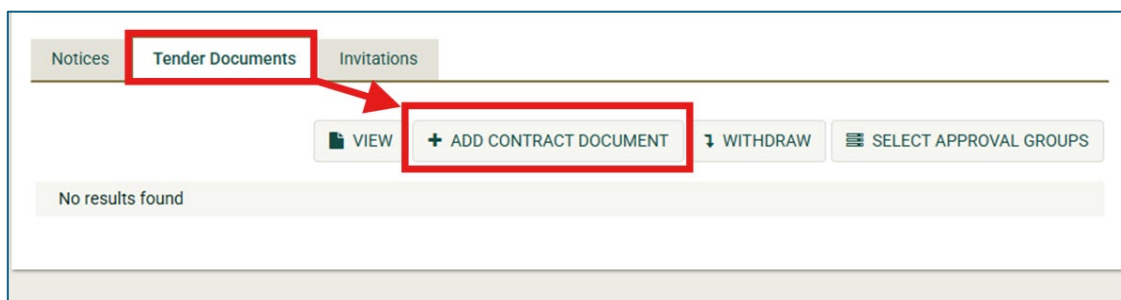 Notices Tender Documents Invitations
VIEW + ADD CONTRACT DOCUMENT WITHDRAW SELECT APPROVAL GROUPS
No results found